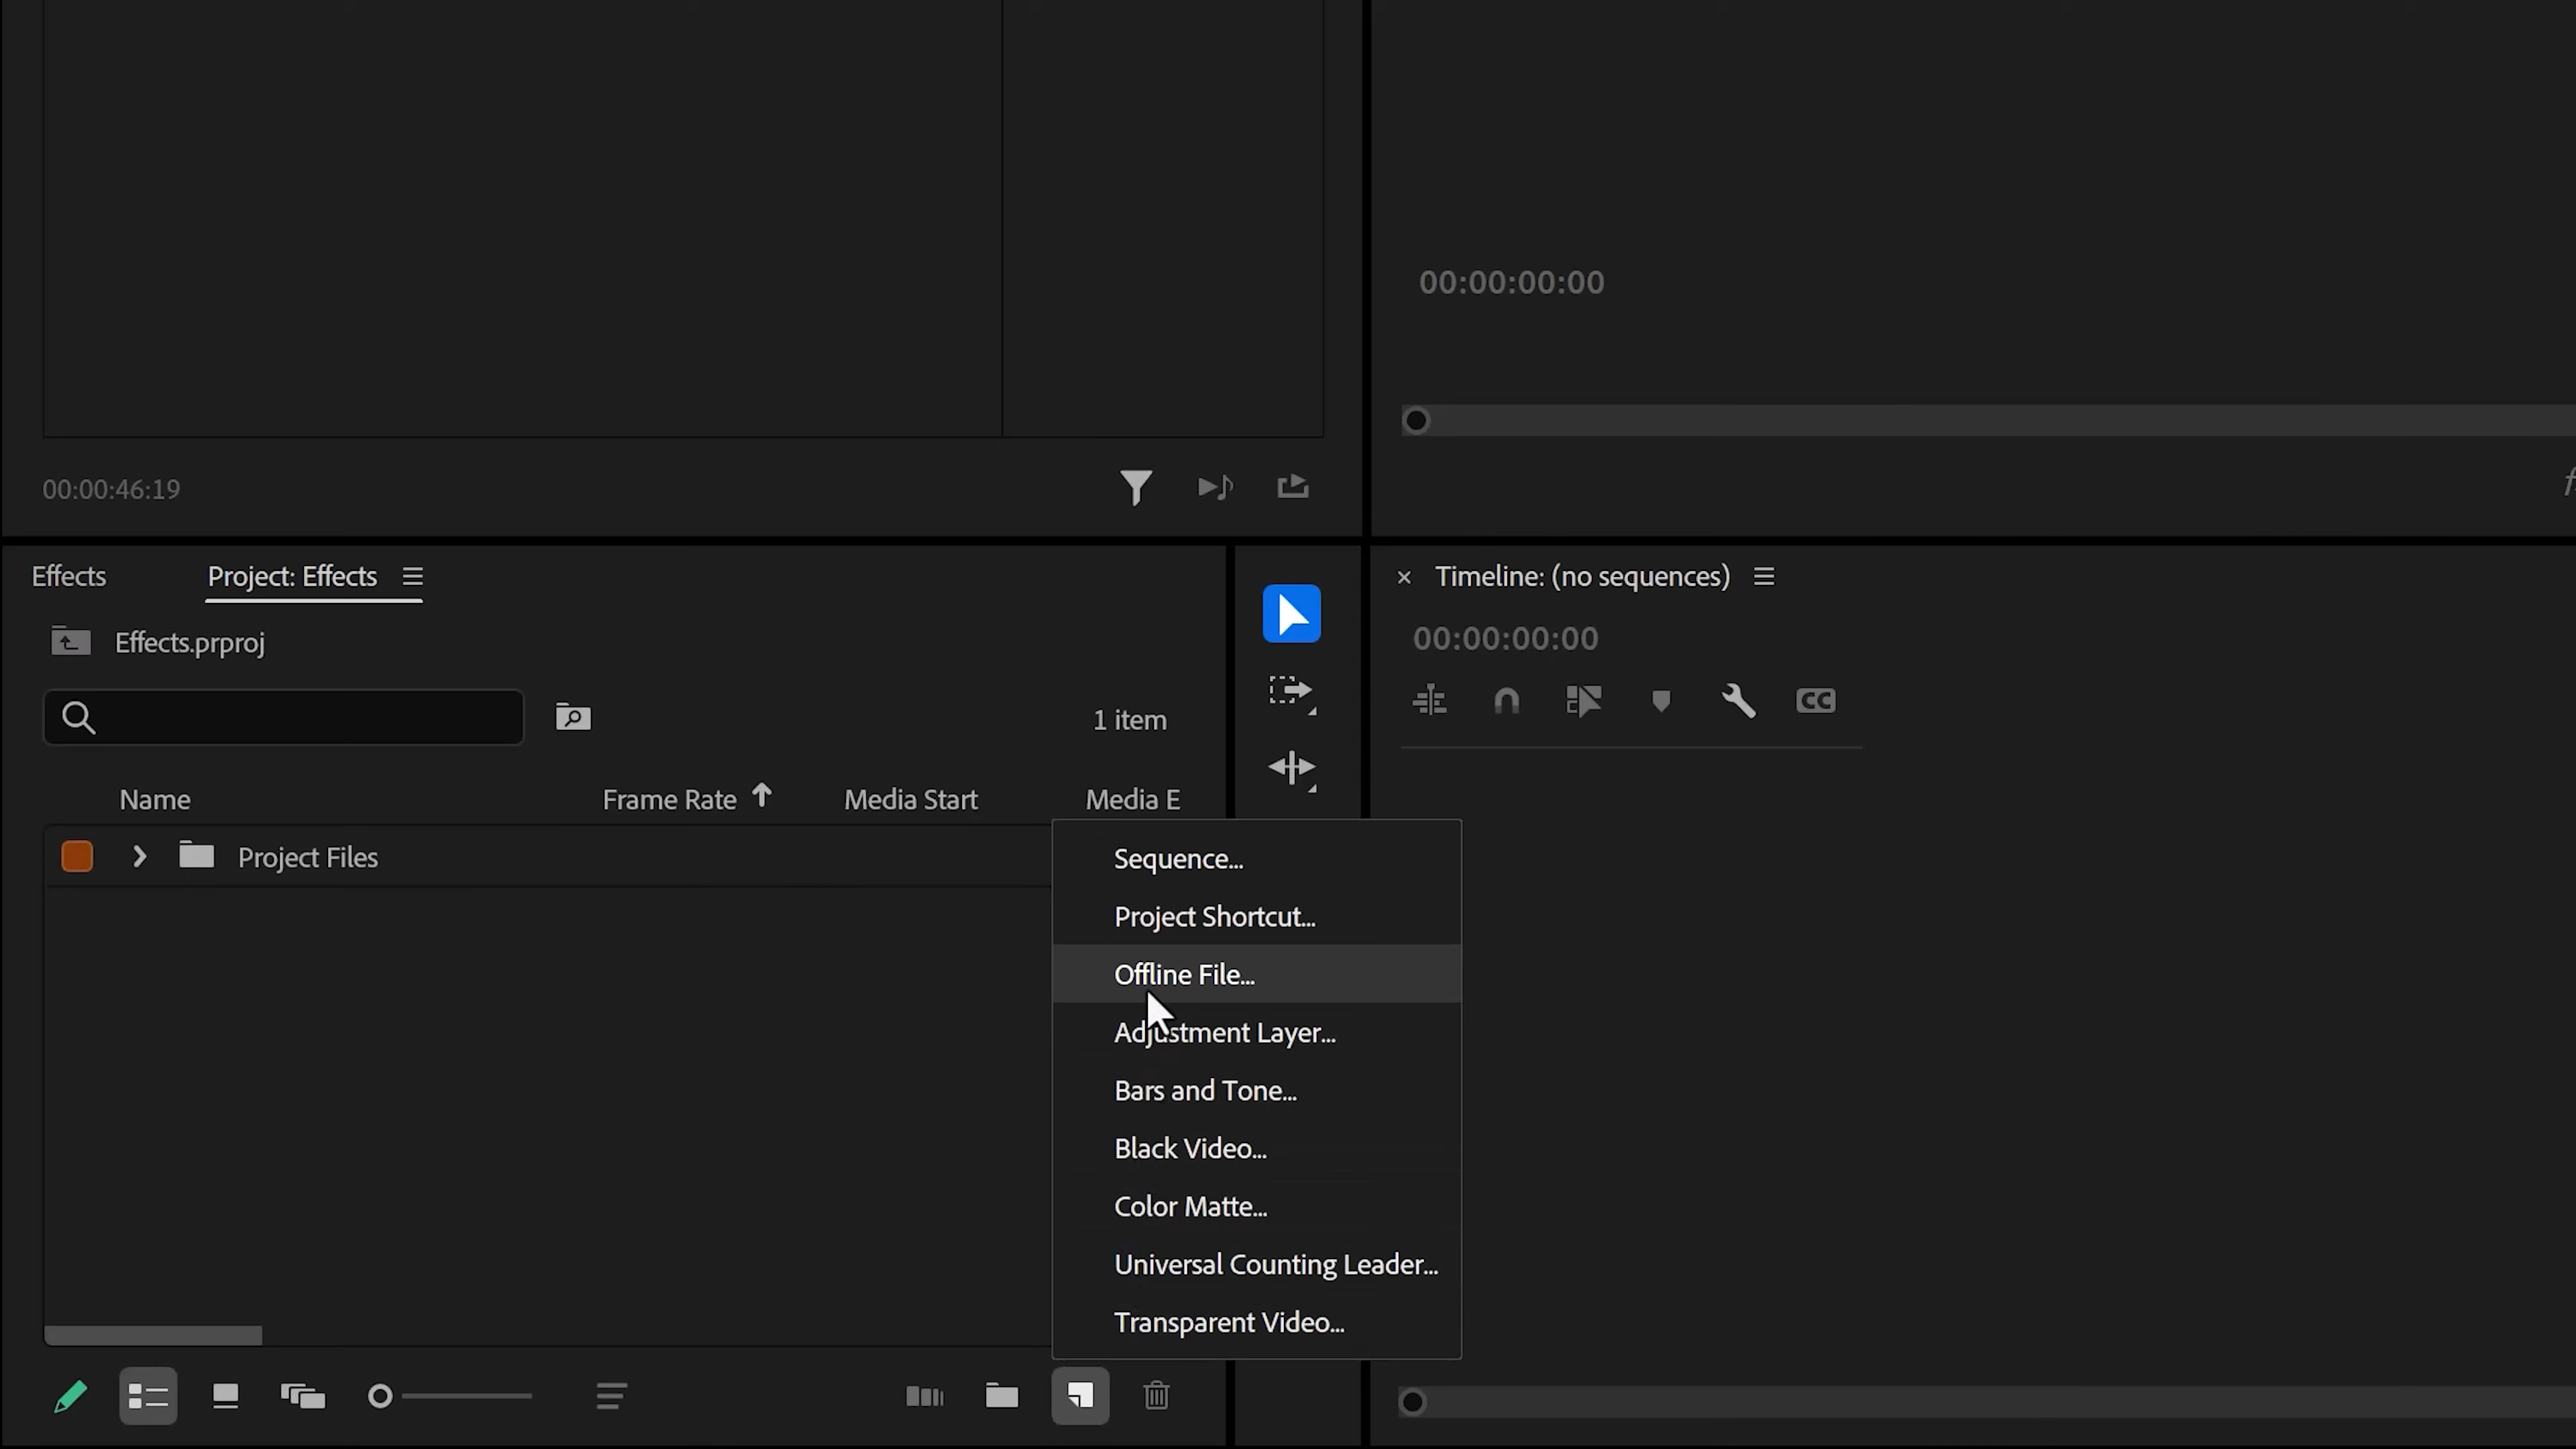 00:00:00:00
00:00:46:19
Effects
Project: Effects
Effects.prproj
1 item
Name
Frame Rate
Media Start
Media E
Project Files
Timeline: (no sequences)
00:00:00:00
CC
Sequence...
Project Shortcut...
Offline File...
Adjustment Layer...
Bars and Tone...
Black Video...
Color Matte...
Universal Counting Leader...
Transparent Video...